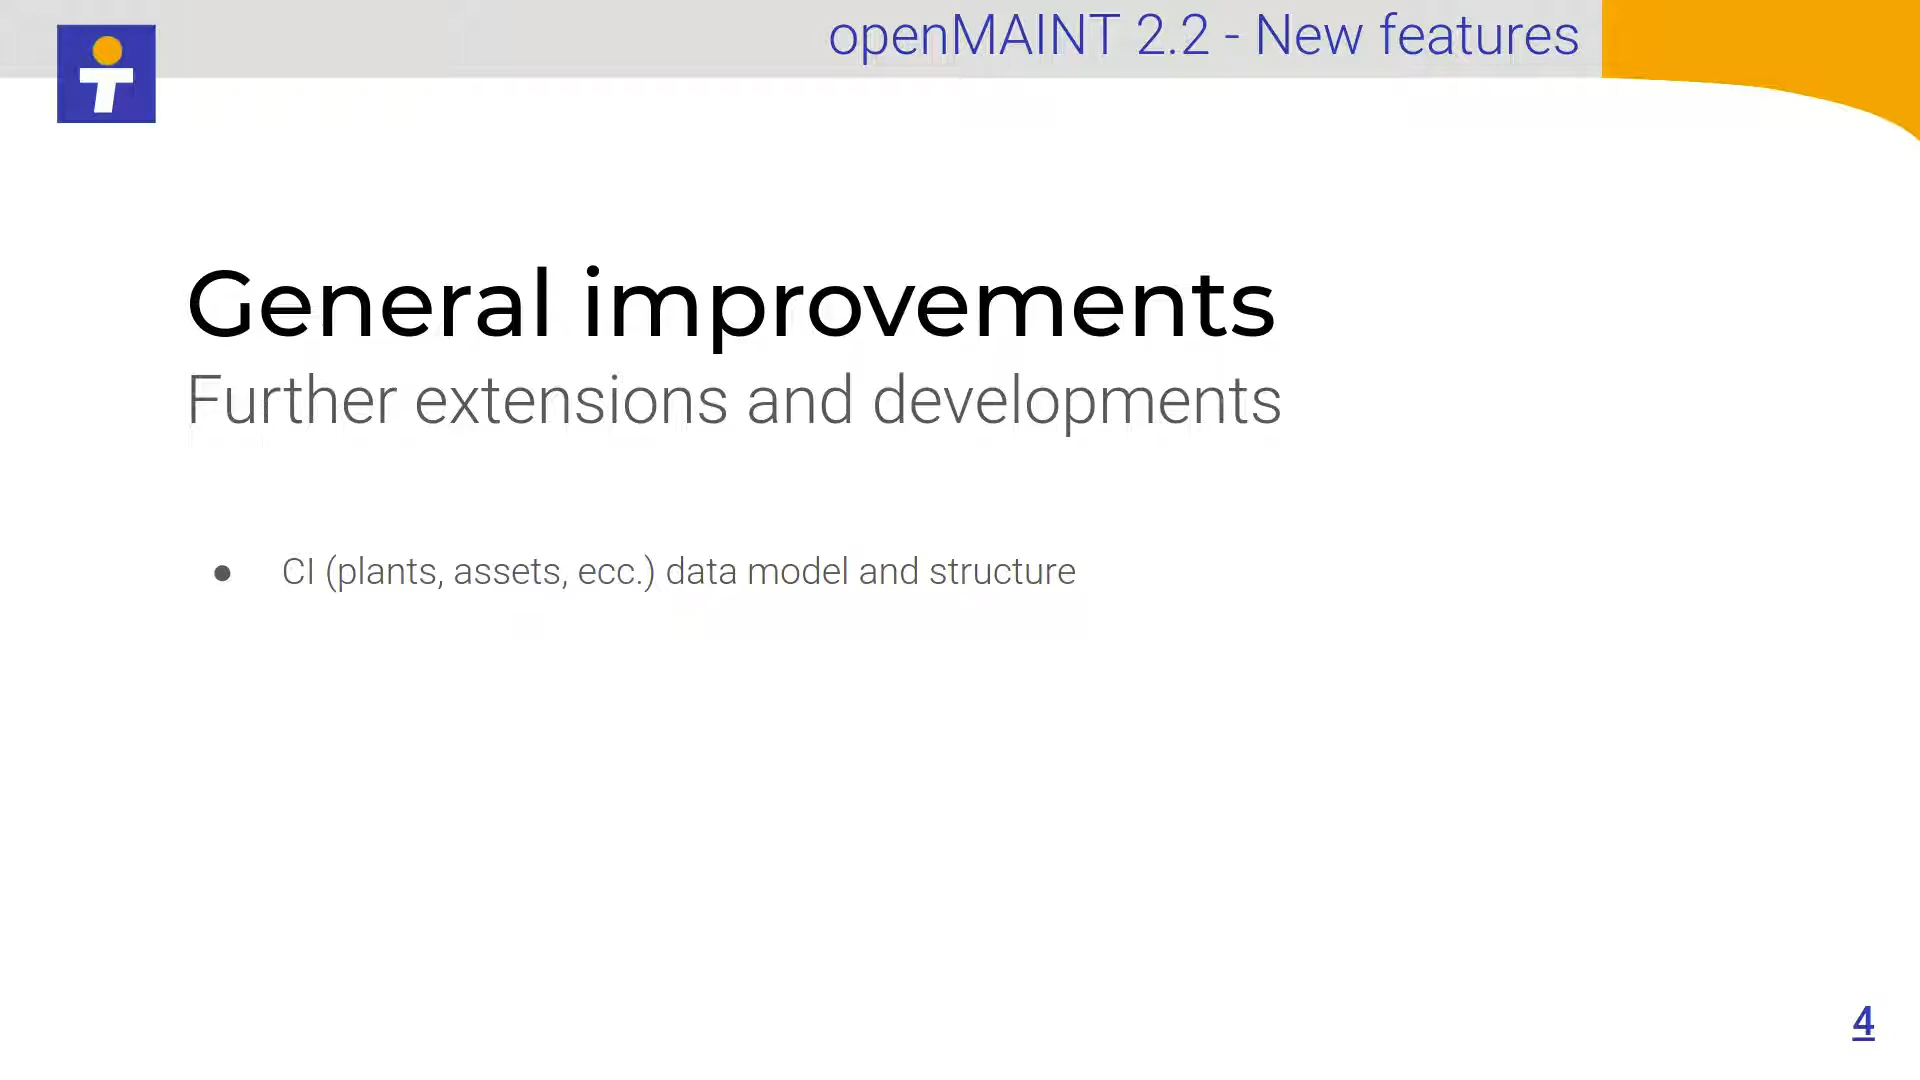 openMAINT 2.2 - New features
General improvements
Further extensions and developments
● CI (plants, assets, ecc.) data model and structure
4